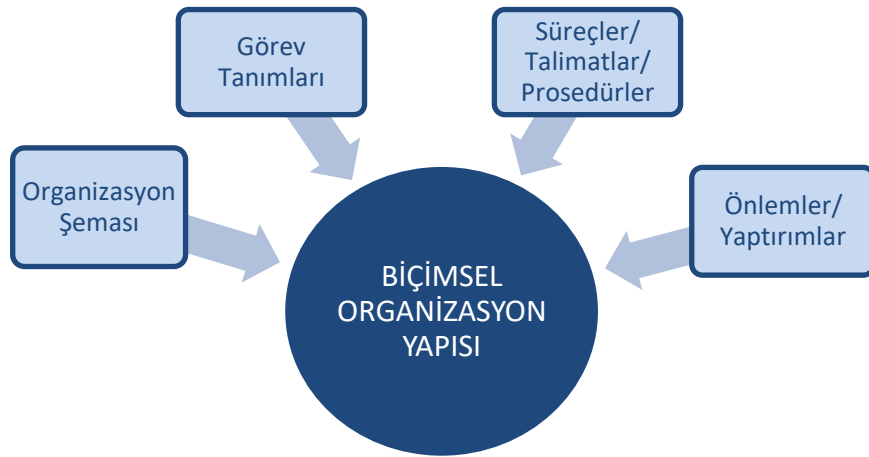 Organizasyon
Şeması
Görev
Tanımları
Süreçler/
Talimatlar/
Prosedürler
Önlemler/
Yaptırımlar
BİÇİMSEL
ORGANİZASYON
YAPISI